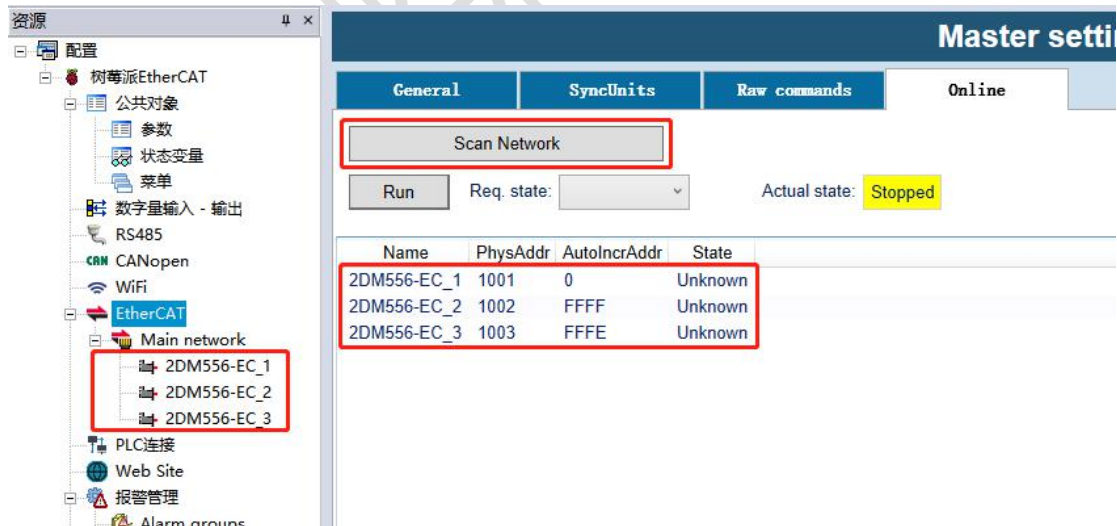 资源
配置
树莓派EtherCAT
公共对象
参数
状态变量
菜单
数字量输入 - 输出
RS485
CAN CANopen
WiFi
EtherCAT
Main network
2DM556-EC_1
2DM556-EC_2
2DM556-EC_3
PLC连接
Web Site
报警管理
Alarm groups
Master setti
General SyncUnits Raw commands Online
Scan Network
Run Req. state: Actual state: Stopped
Name PhysAddr AutoIncrAddr State
2DM556-EC_1 1001 0 Unknown
2DM556-EC_2 1002 FFFF Unknown
2DM556-EC_3 1003 FFFE Unknown